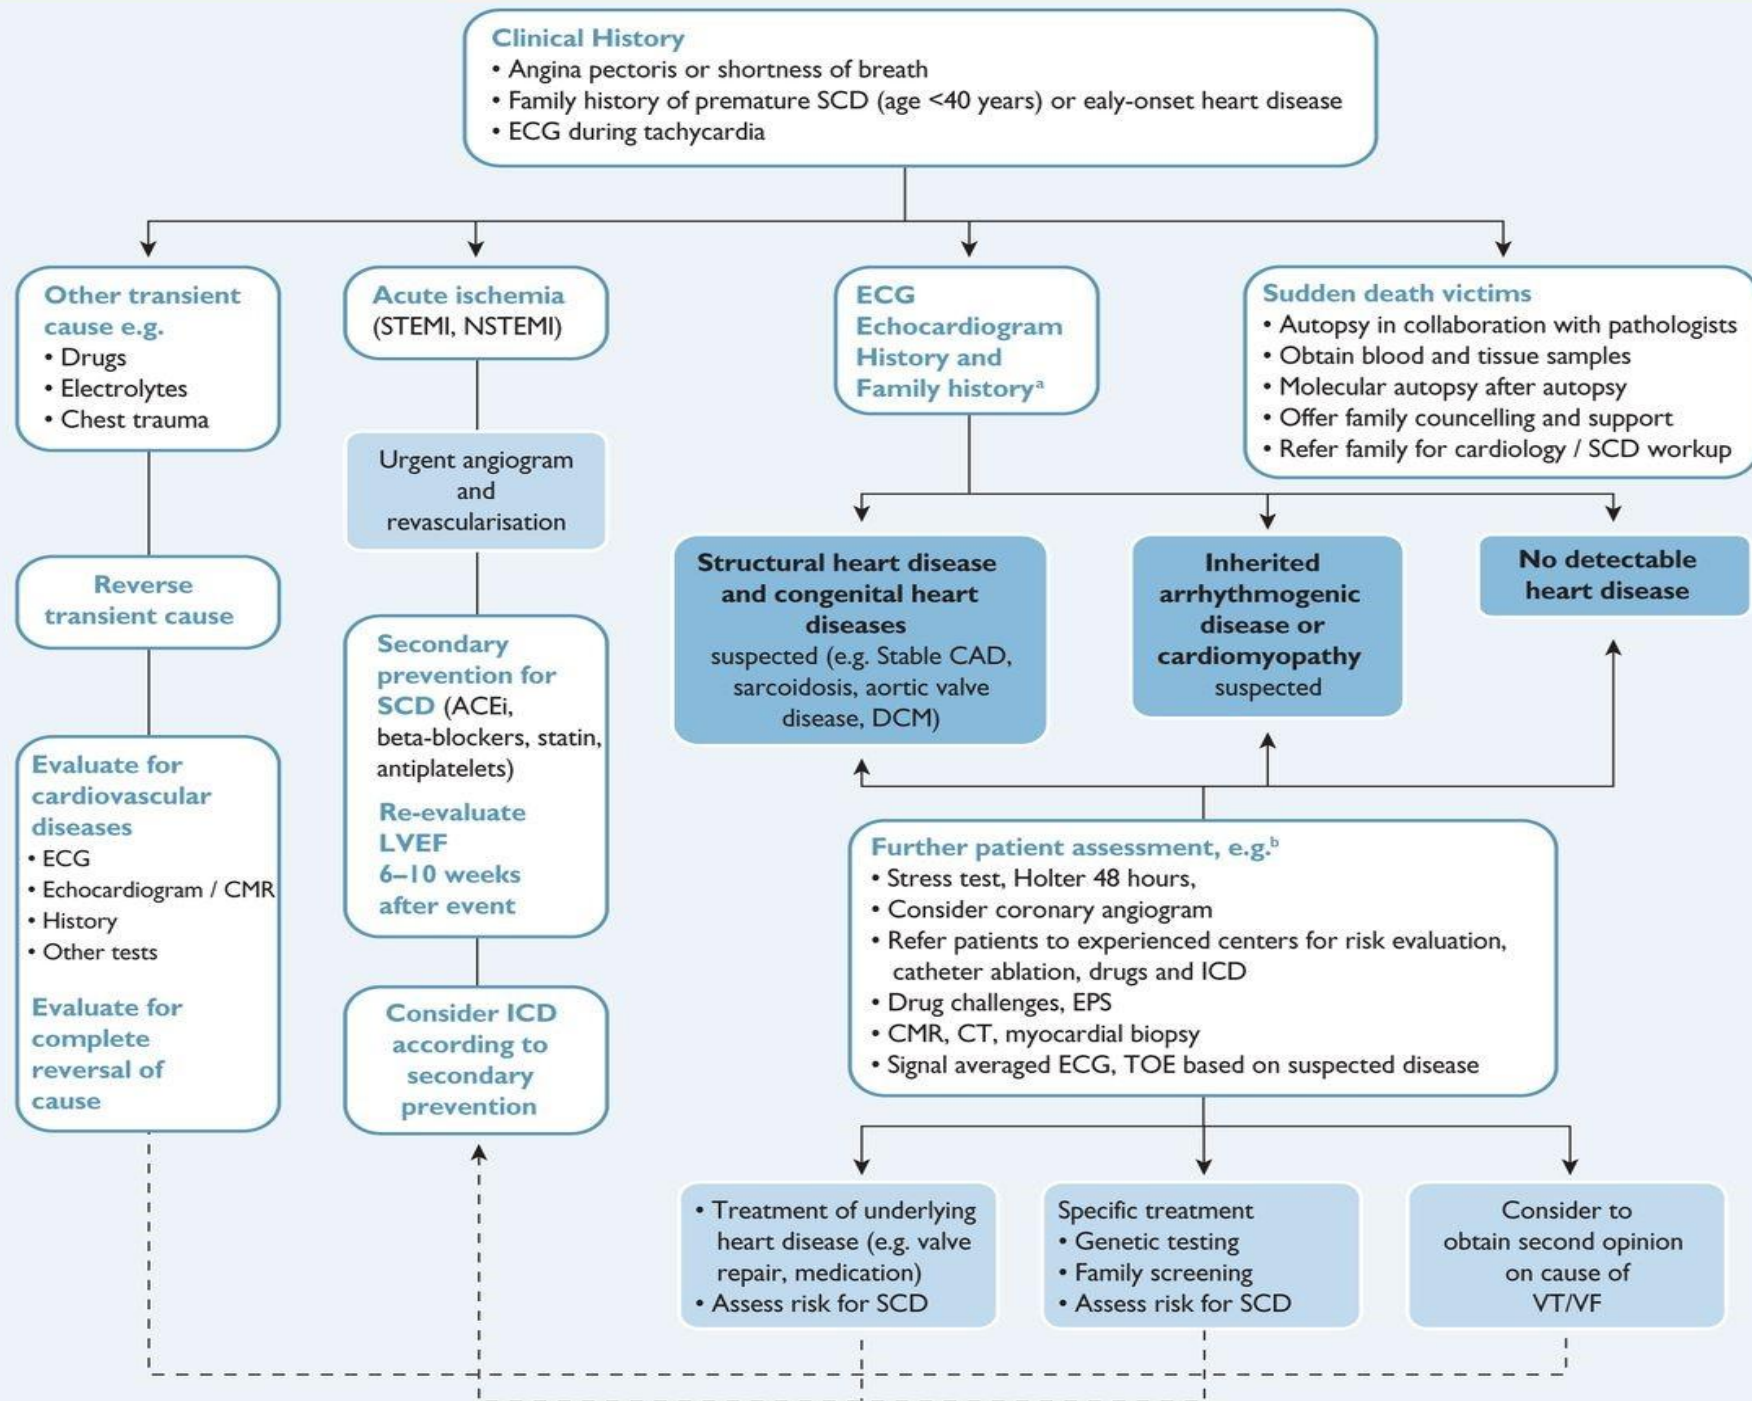 Clinical History
• Angina pectoris or shortness of breath
• Family history of premature SCD (age <40 years) or ealy-onset heart disease
• ECG during tachycardia
Other transient
cause e.g.
• Drugs
• Electrolytes
• Chest trauma
Reverse
transient cause
Evaluate for
cardiovascular
diseases
• ECG
• Echocardiogram / CMR
• History
• Other tests
Evaluate for
complete
reversal of
cause
Acute ischemia
(STEMI, NSTEMI)
Urgent angiogram
and
revascularisation
Secondary
prevention for
SCD (ACEi,
beta-blockers, statin,
antiplatelets)
Re-evaluate
LVEF
6–10 weeks
after event
Consider ICD
according to
secondary
prevention
ECG
Echocardiogram
History and
Family historyᵃ
Sudden death victims
• Autopsy in collaboration with pathologists
• Obtain blood and tissue samples
• Molecular autopsy after autopsy
• Offer family councelling and support
• Refer family for cardiology / SCD workup
Structural heart disease
and congenital heart
diseases
suspected (e.g. Stable CAD,
sarcoidosis, aortic valve
disease, DCM)
Inherited
arrhythmogenic
disease or
cardiomyopathy
suspected
No detectable
heart disease
Further patient assessment, e.g.ᵇ
• Stress test, Holter 48 hours,
• Consider coronary angiogram
• Refer patients to experienced centers for risk evaluation,
catheter ablation, drugs and ICD
• Drug challenges, EPS
• CMR, CT, myocardial biopsy
• Signal averaged ECG, TOE based on suspected disease
• Treatment of underlying
heart disease (e.g. valve
repair, medication)
• Assess risk for SCD
Specific treatment
• Genetic testing
• Family screening
• Assess risk for SCD
Consider to
obtain second opinion
on cause of
VT/VF